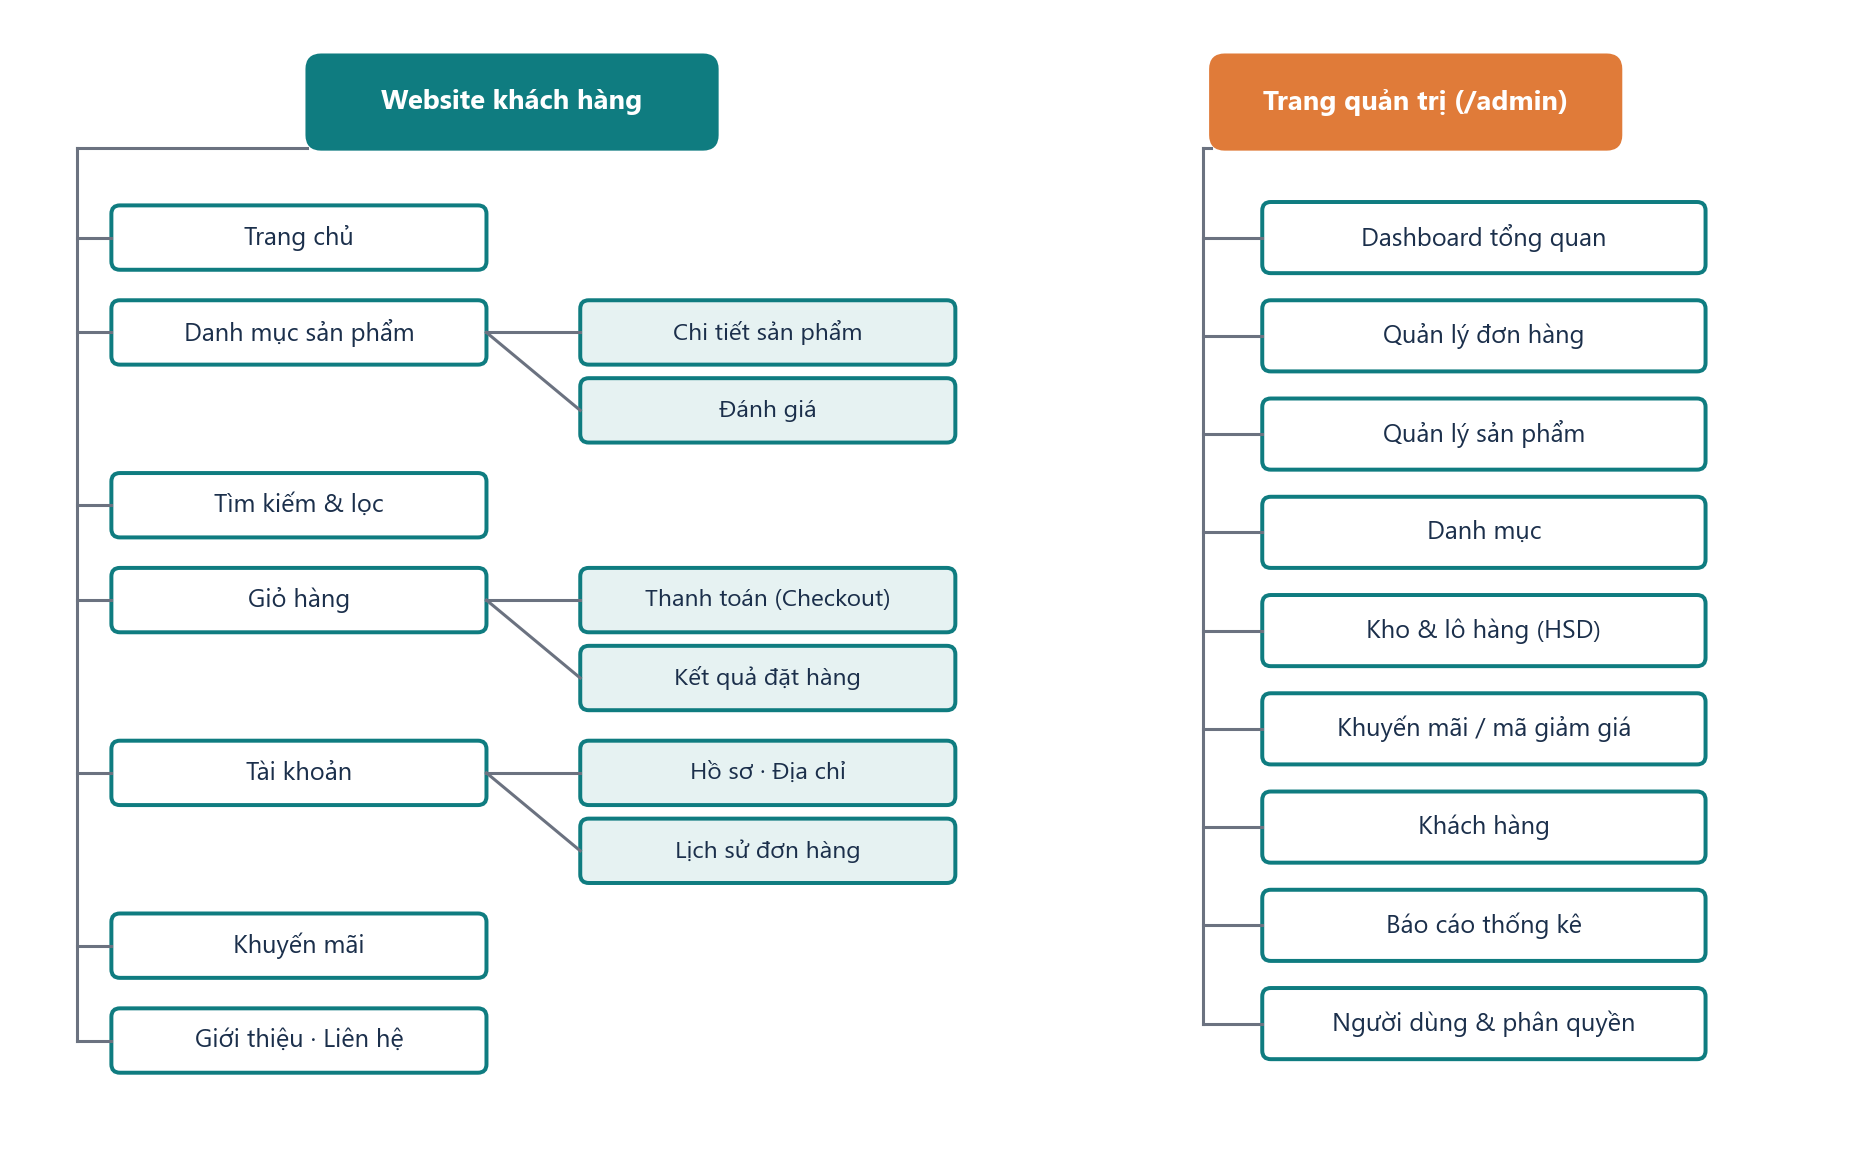 Website khách hàng
Trang chủ
Danh mục sản phẩm
Chi tiết sản phẩm
Đánh giá
Tìm kiếm & lọc
Giỏ hàng
Thanh toán (Checkout)
Kết quả đặt hàng
Tài khoản
Hồ sơ · Địa chỉ
Lịch sử đơn hàng
Khuyến mãi
Giới thiệu · Liên hệ
Trang quản trị (/admin)
Dashboard tổng quan
Quản lý đơn hàng
Quản lý sản phẩm
Danh mục
Kho & lô hàng (HSD)
Khuyến mãi / mã giảm giá
Khách hàng
Báo cáo thống kê
Người dùng & phân quyền